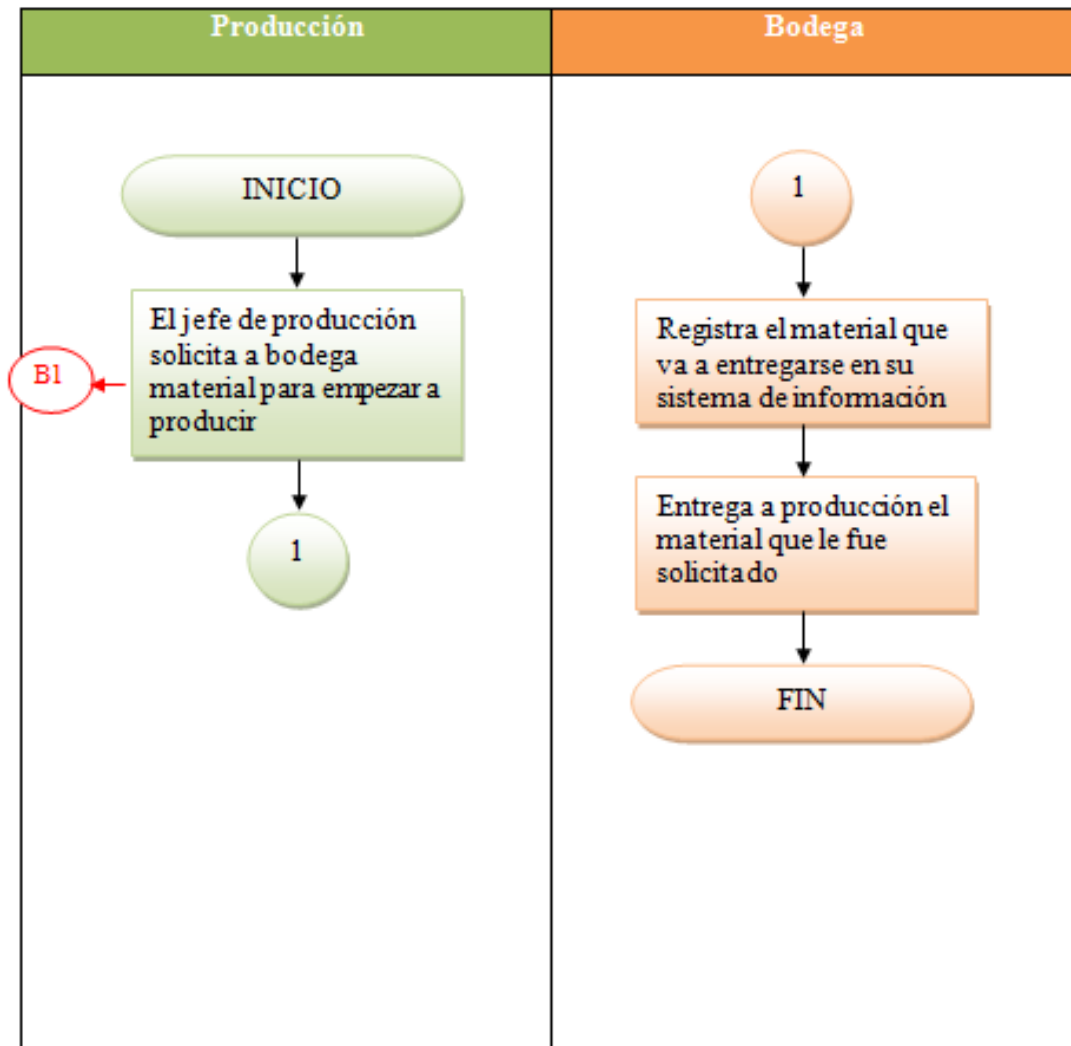 Producción
Bodega
INICIO
El jefe de producción
solicita a bodega
material para empezar a
producir
B1
1
1
Registra el material que
va a entregarse en su
sistema de información
Entrega a producción el
material que le fue
solicitado
FIN